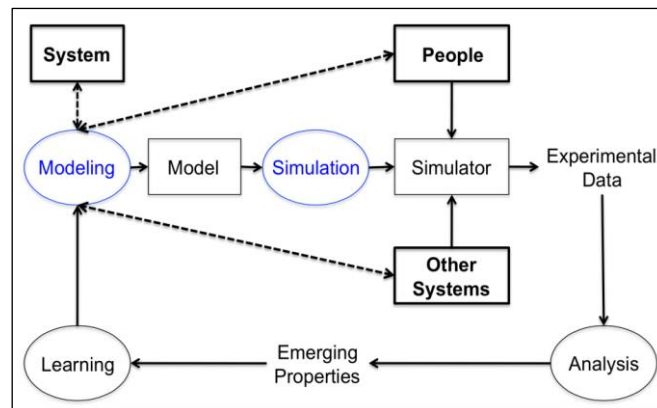 System
People
Modeling
Model
Simulation
Simulator
Experimental
Data
Other
Systems
Learning
Emerging
Properties
Analysis